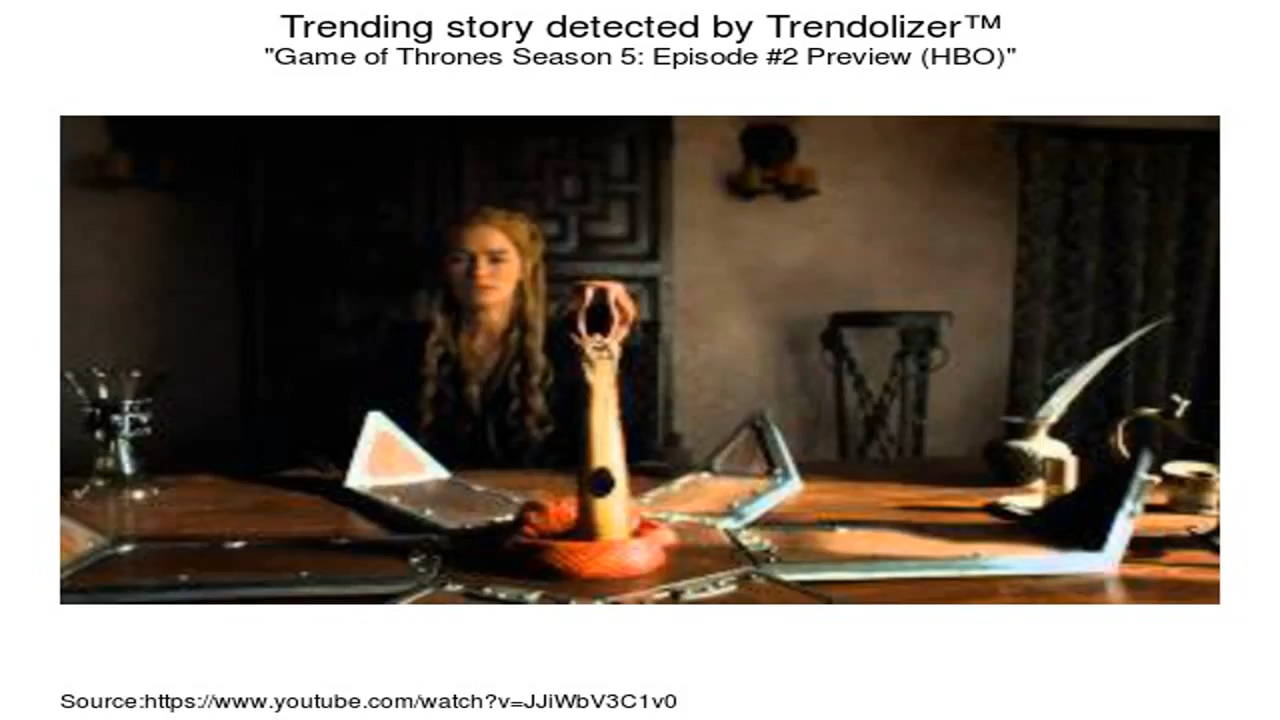 Trending story detected by Trendolizer™
"Game of Thrones Season 5: Episode #2 Preview (HBO)"
Source:https://www.youtube.com/watch?v=JJiWbV3C1v0